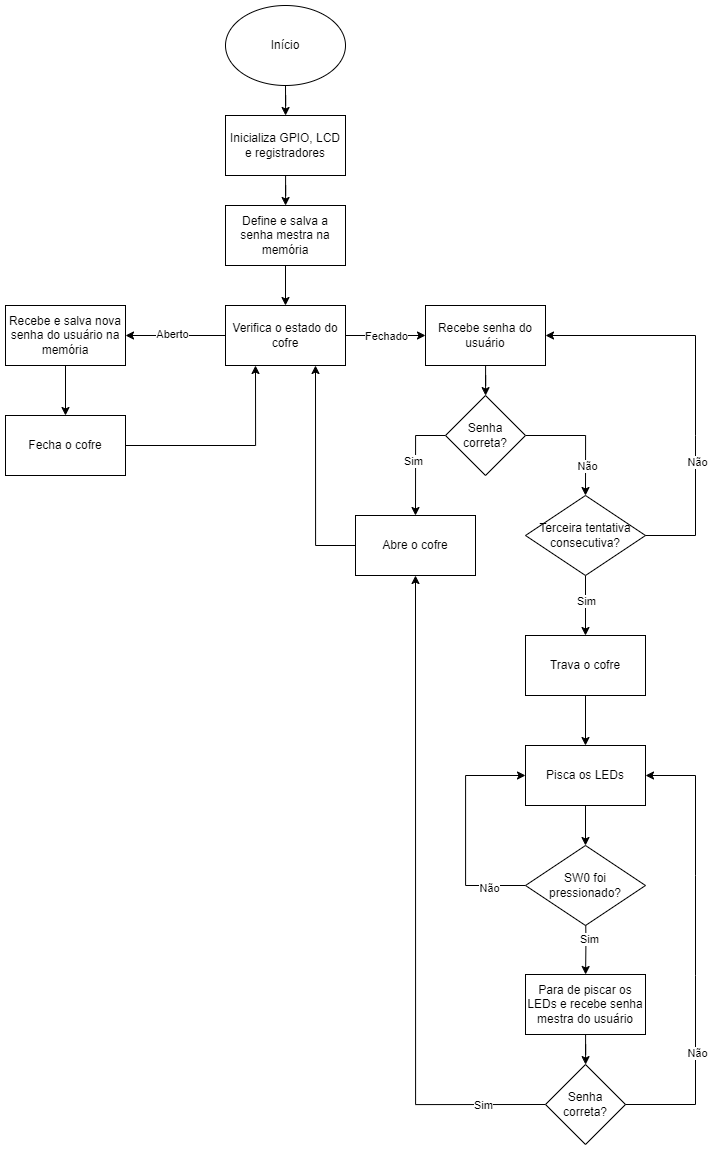 Início
Inicializa GPIO, LCD
e registradores
Define e salva a
senha mestra na
memória
Recebe e salva nova
senha do usuário na
memória
Aberto
Verifica o estado do
cofre
Fechado
Recebe senha do
usuário
Fecha o cofre
Senha
correta?
Sim
Não
Não
Abre o cofre
Terceira tentativa
consecutiva?
Sim
Trava o cofre
Pisca os LEDs
SW0 foi
pressionado?
Não
Sim
Para de piscar os
LEDs e recebe senha
mestra do usuário
Não
Senha
correta?
Sim